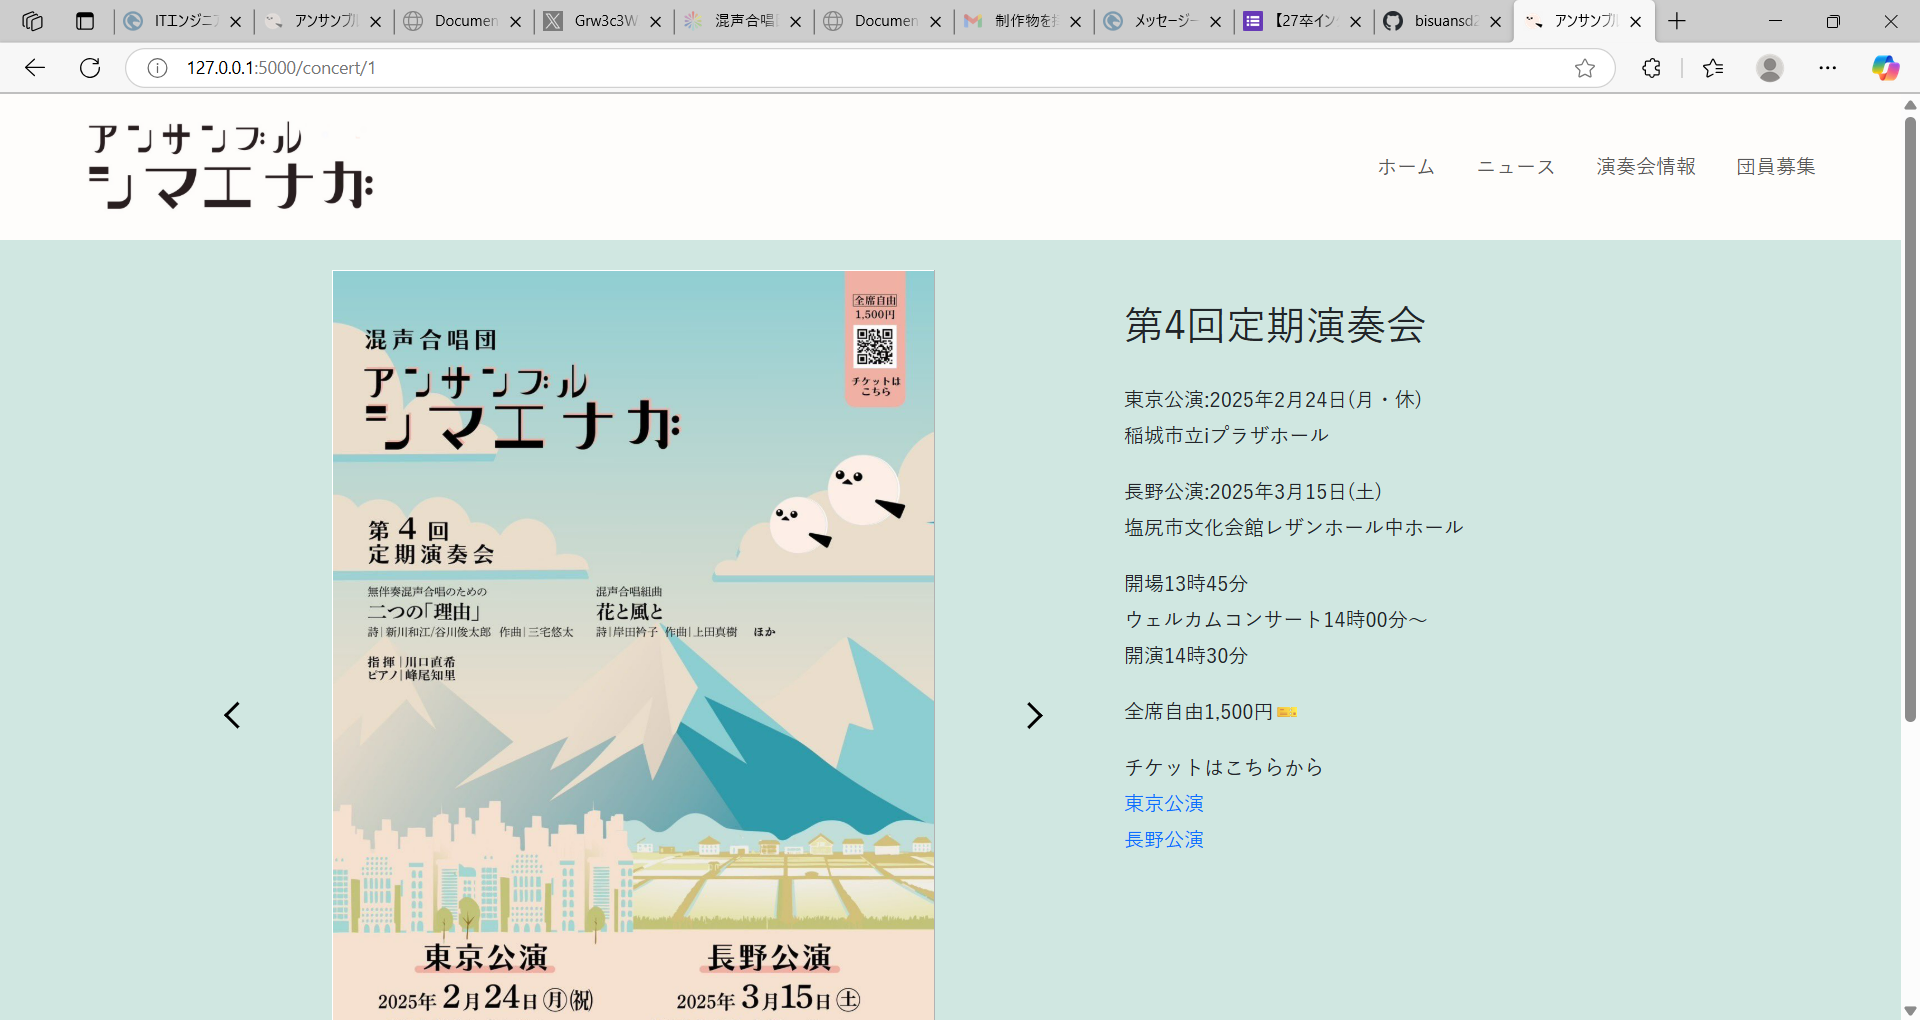 ITエンジニア
アンサンブル
Documen
Grw3c3W
混声合唱
Documen
制作物を
メッセージー
【27卒イン
bisuansd2
アンサンブル
127.0.0.1:5000/concert/1
アンサンブル
シマエナガ
ホーム
ニュース
演奏会情報
団員募集
全席自由
1,500円
チケットは
こちら
混声合唱団
アンサンブル
シマエナガ
第4回
定期演奏会
無伴奏混声合唱のための
二つの「理由」
詩|新川和江/谷川俊太郎 作曲|三宅悠太
混声合唱組曲
花と風と
詩|岸田衿子 作曲|上田真樹 ほか
指揮|川口直希
ピアノ|峰尾知里
東京公演
2025年2月24日㊊㊗
長野公演
2025年3月15日㊏
第4回定期演奏会
東京公演:2025年2月24日(月・休)
稲城市立iプラザホール
長野公演:2025年3月15日(土)
塩尻市文化会館レザンホール中ホール
開場13時45分
ウェルカムコンサート14時00分～
開演14時30分
全席自由1,500円🎫
チケットはこちらから
東京公演
長野公演